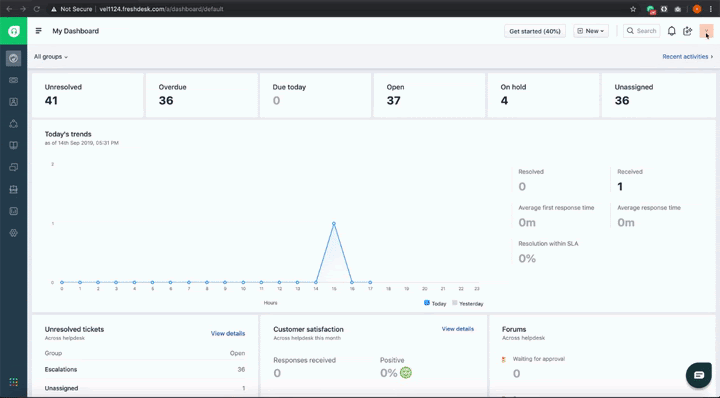 Not Secure | vel1124.freshdesk.com/a/dashboard/default
My Dashboard
Get started (40%)
New
Search
All groups
Recent activities
Unresolved
41
Overdue
36
Due today
0
Open
37
On hold
4
Unassigned
36
Today's trends
as of 14th Sep 2019, 05:31 PM
2
1
0
0 1 2 3 4 5 6 7 8 9 10 11 12 13 14 15 16 17 18 19 20 21 22 23
Hours
Today
Yesterday
Resolved
0
Received
1
Average first response time
0m
Average response time
0m
Resolution within SLA
0%
Unresolved tickets
Across helpdesk
View details
Group
Open
Escalations
36
Unassigned
1
Customer satisfaction
Across helpdesk this month
View details
Responses received
0
Positive
0%
Forums
Across helpdesk
Waiting for approval
0